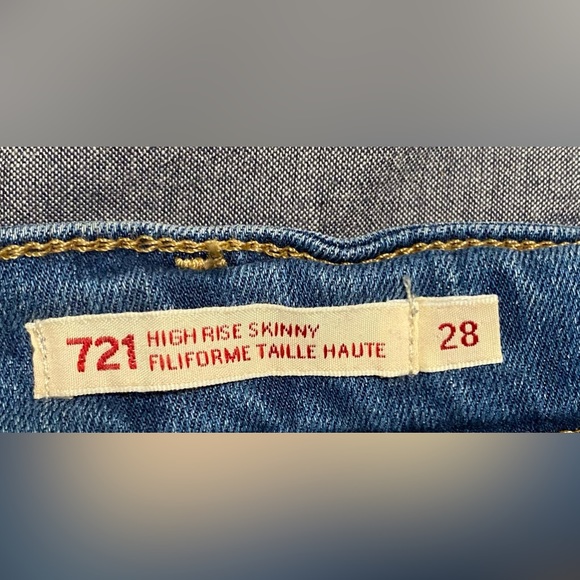 721 HIGH RISE SKINNY
FILIFORME TAILLE HAUTE
28